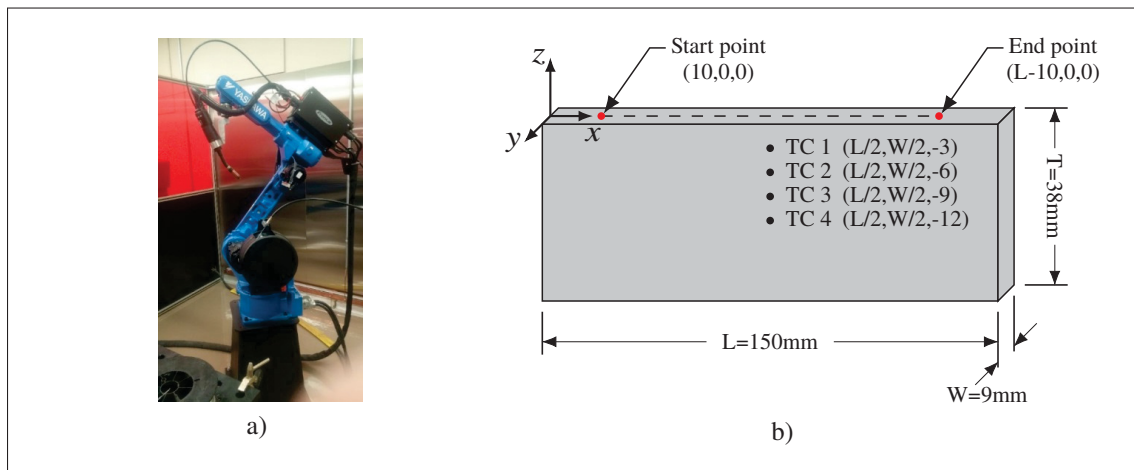 YASKAWA
a)
Start point
(10,0,0)
End point
(L-10,0,0)
z
y
x
TC 1 (L/2,W/2,-3)
TC 2 (L/2,W/2,-6)
TC 3 (L/2,W/2,-9)
TC 4 (L/2,W/2,-12)
T=38mm
L=150mm
W=9mm
b)